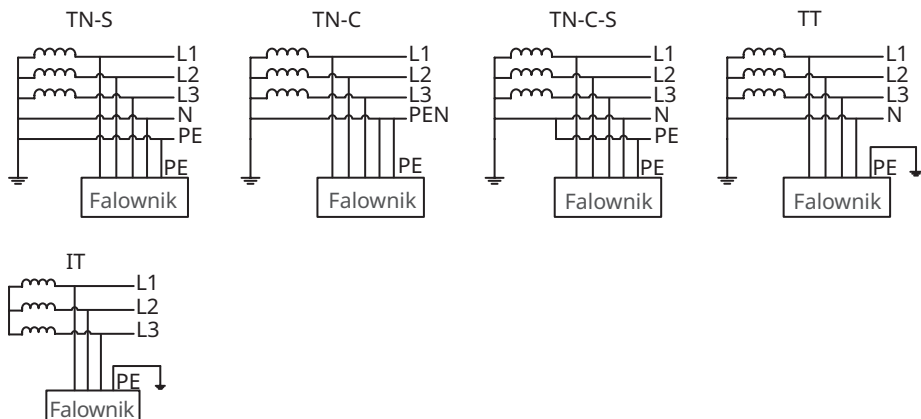 TN-S
L1
L2
L3
N
PE
PE
Falownik
TN-C
L1
L2
L3
PEN
PE
Falownik
TN-C-S
L1
L2
L3
N
PE
PE
Falownik
TT
L1
L2
L3
N
PE
Falownik
IT
L1
L2
L3
PE
Falownik